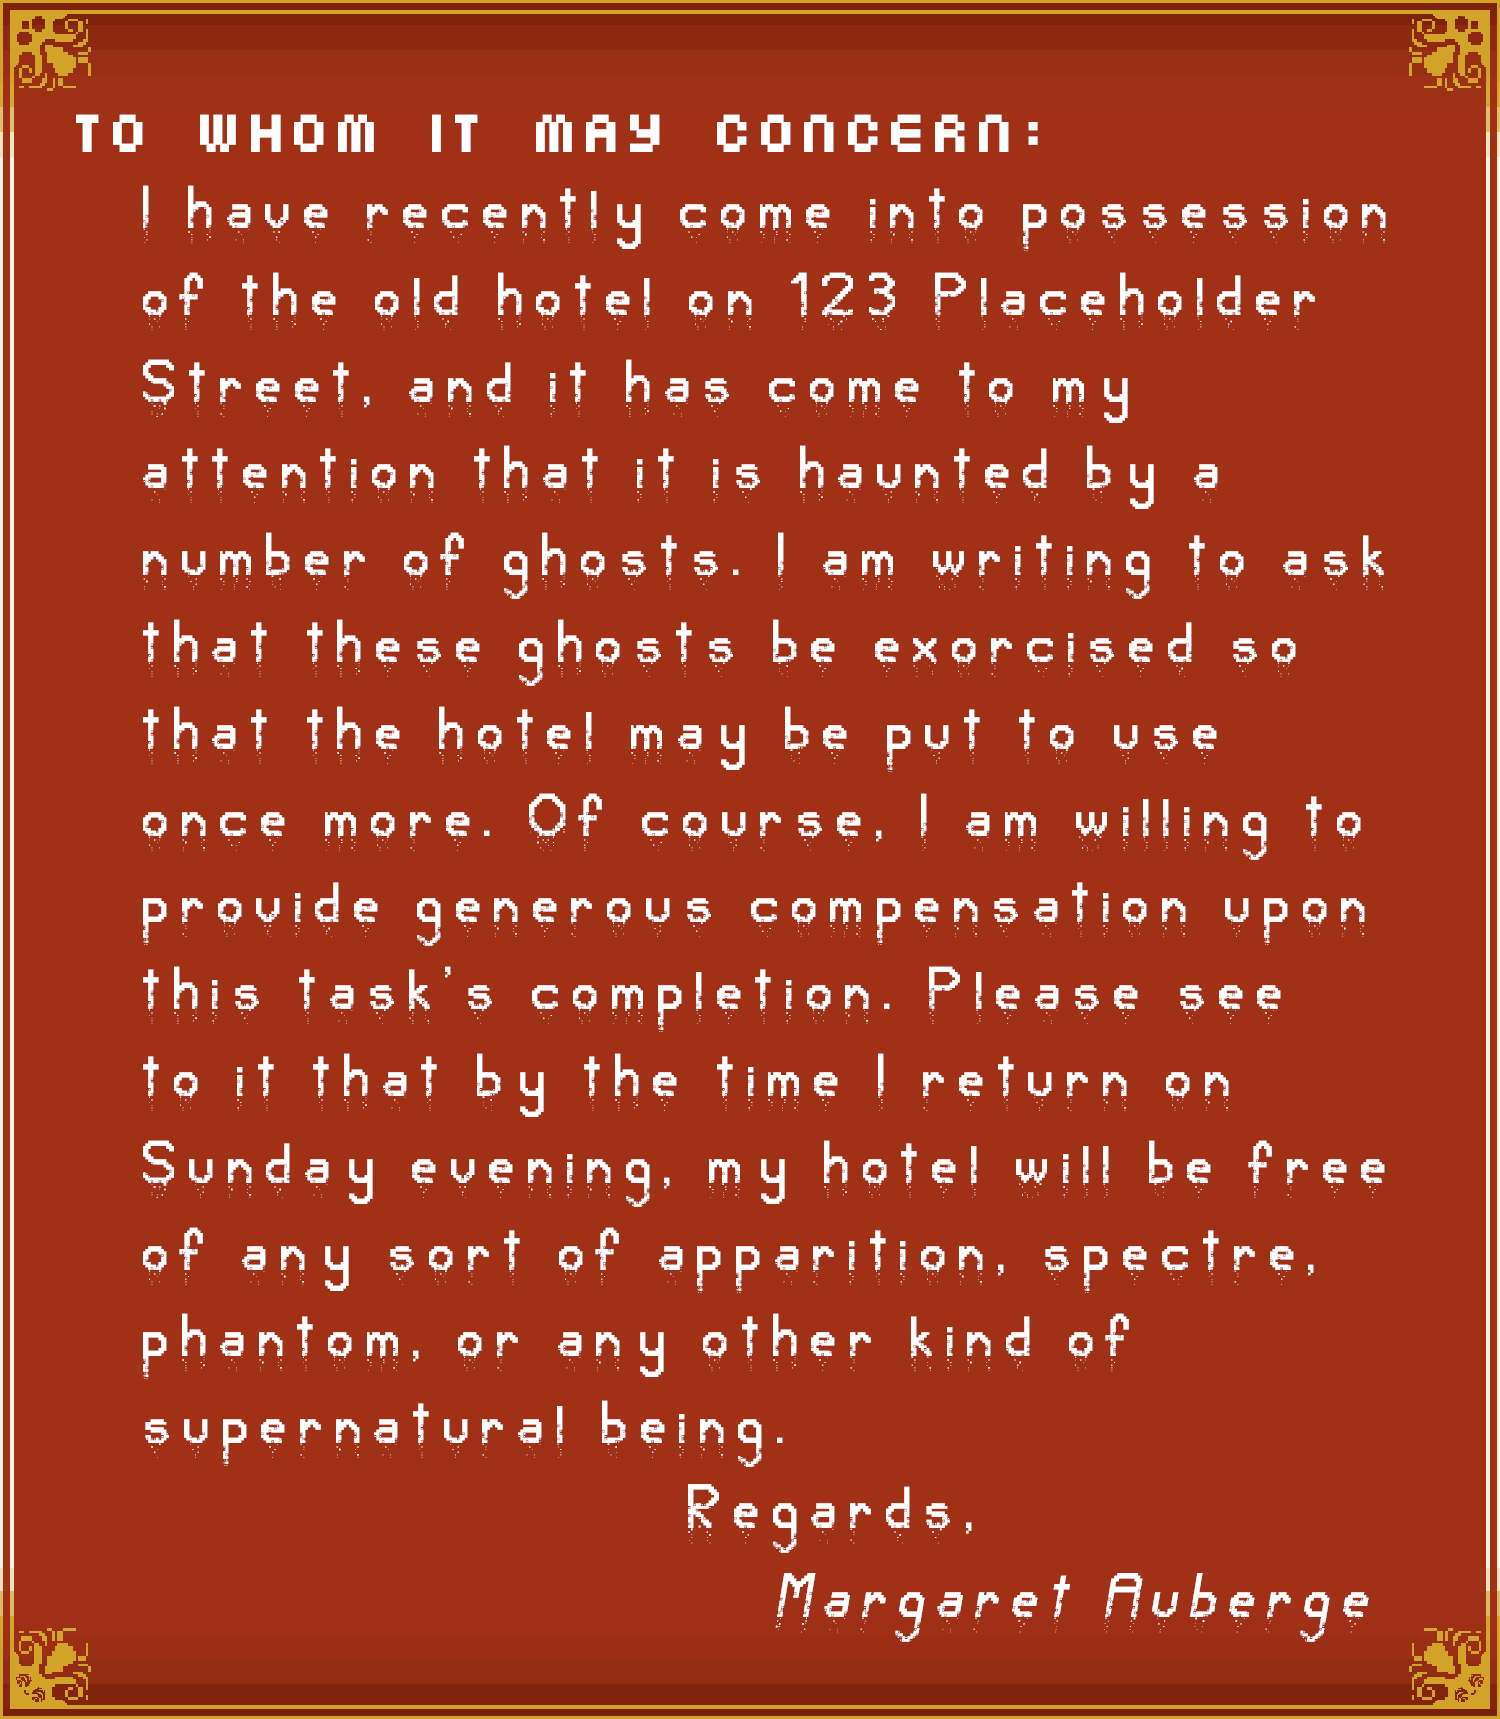 TO WHOM IT MAY CONCERN:
I have recently come into possession
of the old hotel on 123 Placeholder
Street, and it has come to my
attention that it is haunted by a
number of ghosts. I am writing to ask
that these ghosts be exorcised so
that the hotel may be put to use
once more. Of course, I am willing to
provide generous compensation upon
this task's completion. Please see
to it that by the time I return on
Sunday evening, my hotel will be free
of any sort of apparition, spectre,
phantom, or any other kind of
supernatural being.
Regards,
Margaret Auberge